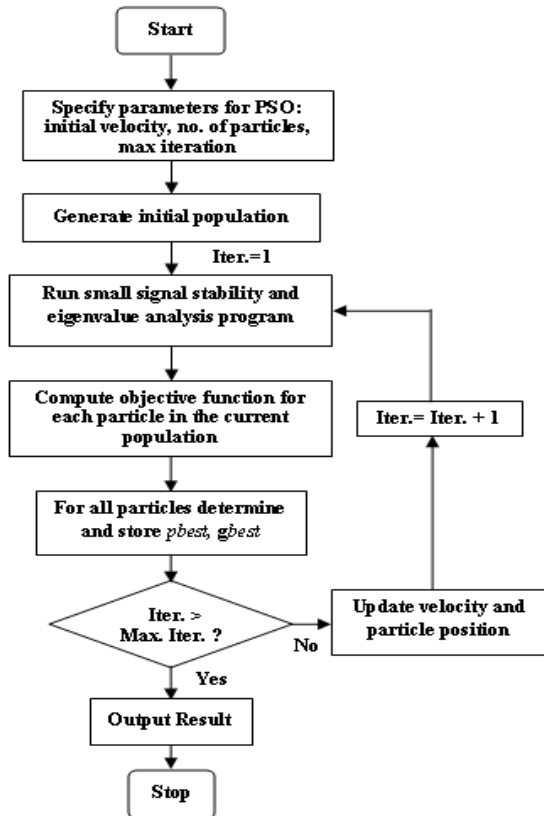 Start
Specify parameters for PSO:
initial velocity, no. of particles,
max iteration
Generate initial population
Iter.=1
Run small signal stability and
eigenvalue analysis program
Compute objective function for
each particle in the current
population
Iter.= Iter. + 1
For all particles determine
and store pbest, gbest
Iter. >
Max. Iter. ?
No
Update velocity and
particle position
Yes
Output Result
Stop